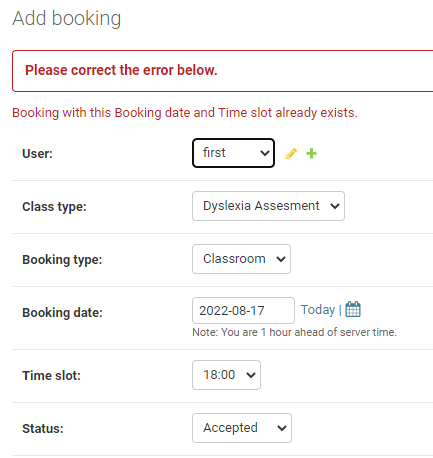 Add booking
Please correct the error below.
Booking with this Booking date and Time slot already exists.
User: first
Class type: Dyslexia Assesment
Booking type: Classroom
Booking date: 2022-08-17 Today |
Note: You are 1 hour ahead of server time.
Time slot: 18:00
Status: Accepted